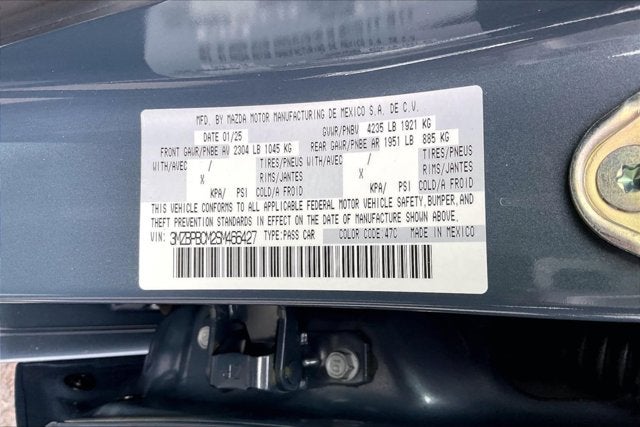 MFD. BY MAZDA MOTOR MANUFACTURING DE MEXICO S.A. DE C.V.
DATE 01/25 GVWR/PNBV 4235 LB 1921 KG
FRONT GAWR/PNBE AV 2304 LB 1045 KG REAR GAWR/PNBE AR 1951 LB 885 KG
WITH/AVEC / TIRES/PNEUS WITH/AVEC / TIRES/PNEUS
X RIMS/JANTES X RIMS/JANTES
KPA/ PSI COLD/A FROID KPA/ PSI COLD/A FROID
THIS VEHICLE CONFORMS TO ALL APPLICABLE FEDERAL MOTOR VEHICLE SAFETY, BUMPER, AND
THEFT PREVENTION STANDARDS IN EFFECT ON THE DATE OF MANUFACTURE SHOWN ABOVE.
VIN: 3MZBPBCM2SM466427 TYPE:PASS CAR COLOR CODE 47C MADE IN MEXICO